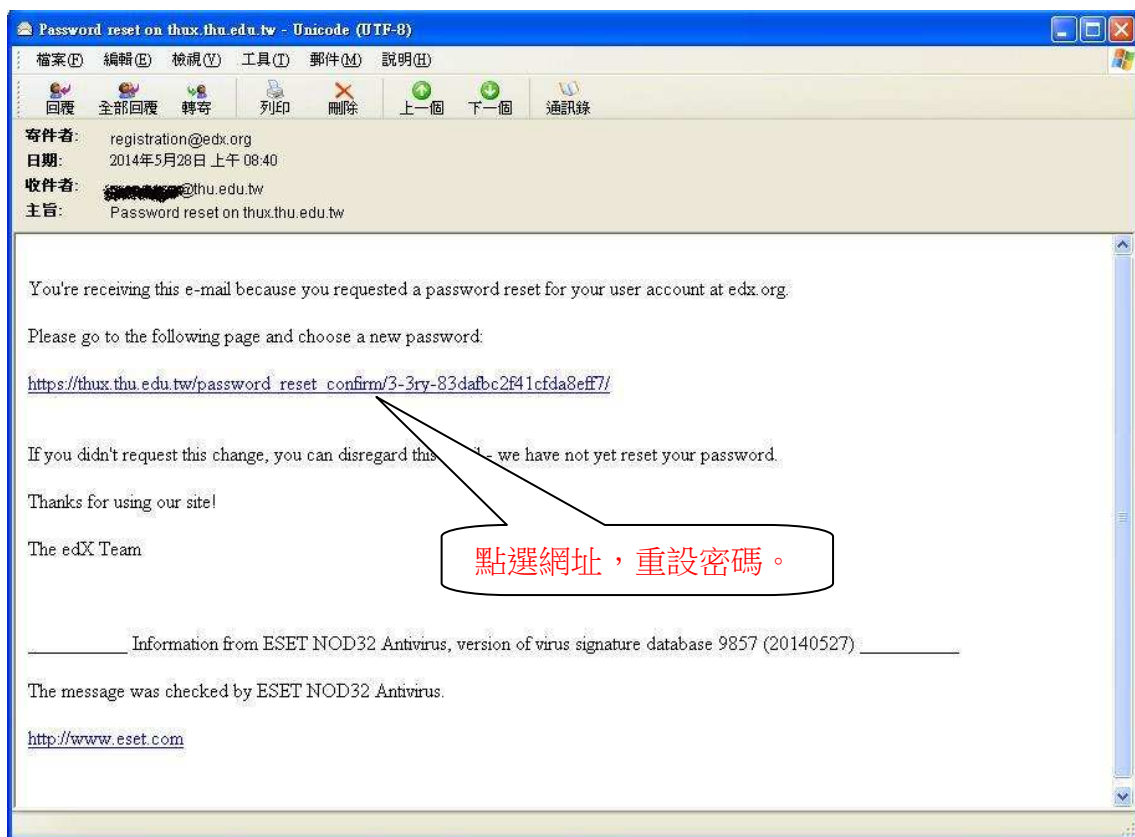 Password reset on thux.thu.edu.tw - Unicode (UTF-8)
檔案(F) 編輯(E) 檢視(V) 工具(T) 郵件(M) 說明(H)
回覆 全部回覆 轉寄 列印 刪除 上一個 下一個 通訊錄
寄件者: registration@edx.org
日期: 2014年5月28日 上午 08:40
收件者: @thu.edu.tw
主旨: Password reset on thux.thu.edu.tw
You're receiving this e-mail because you requested a password reset for your user account at edx.org.
Please go to the following page and choose a new password:
https://thux.thu.edu.tw/password_reset_confirm/3-3ry-83dafbc2f41cfda8eff7/
If you didn't request this change, you can disregard this - we have not yet reset your password.
Thanks for using our site!
The edX Team
點選網址，重設密碼。
__________ Information from ESET NOD32 Antivirus, version of virus signature database 9857 (20140527) __________
The message was checked by ESET NOD32 Antivirus.
http://www.eset.com